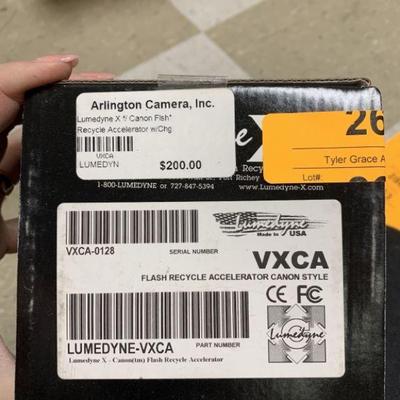 Arlington Camera, Inc.
Lumedyne X f/ Canon Flsh*
Recycle Accelerator w/Chg
VXCA
LUMEDYN $200.00
e X
26
Tyler Grace A
Lot#:
Richey
1-800-LUMEDYNE or 727-847-5394
www.Lumedyne-X.com
Lumedyne
Made in USA
VXCA-0128 SERIAL NUMBER
VXCA
FLASH RECYCLE ACCELERATOR CANON STYLE
CE FC
LUMEDYNE-VXCA PART NUMBER
Lumedyne
Lumedyne X - Canon(tm) Flash Recycle Accelerator